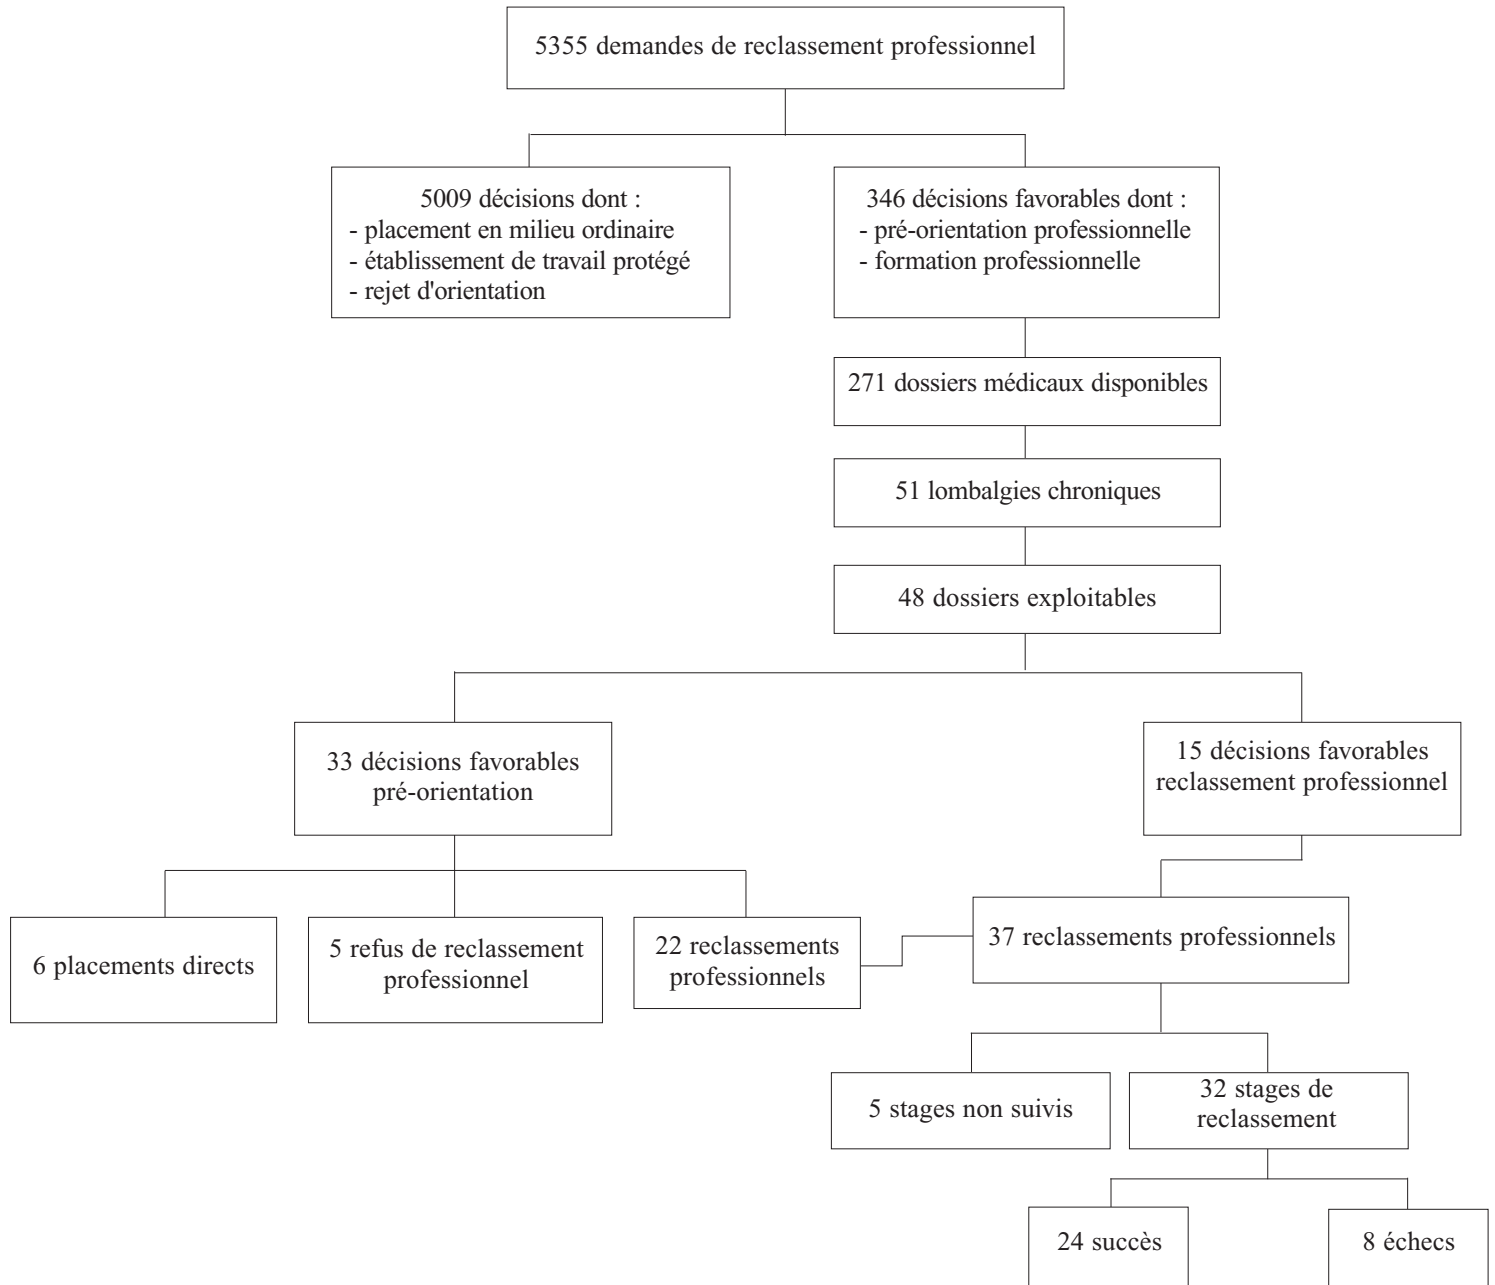 5355 demandes de reclassement professionnel
5009 décisions dont :
- placement en milieu ordinaire
- établissement de travail protégé
- rejet d'orientation
346 décisions favorables dont :
- pré-orientation professionnelle
- formation professionnelle
271 dossiers médicaux disponibles
51 lombalgies chroniques
48 dossiers exploitables
33 décisions favorables
pré-orientation
15 décisions favorables
reclassement professionnel
6 placements directs
5 refus de reclassement
professionnel
22 reclassements
professionnels
37 reclassements professionnels
5 stages non suivis
32 stages de
reclassement
24 succès
8 échecs